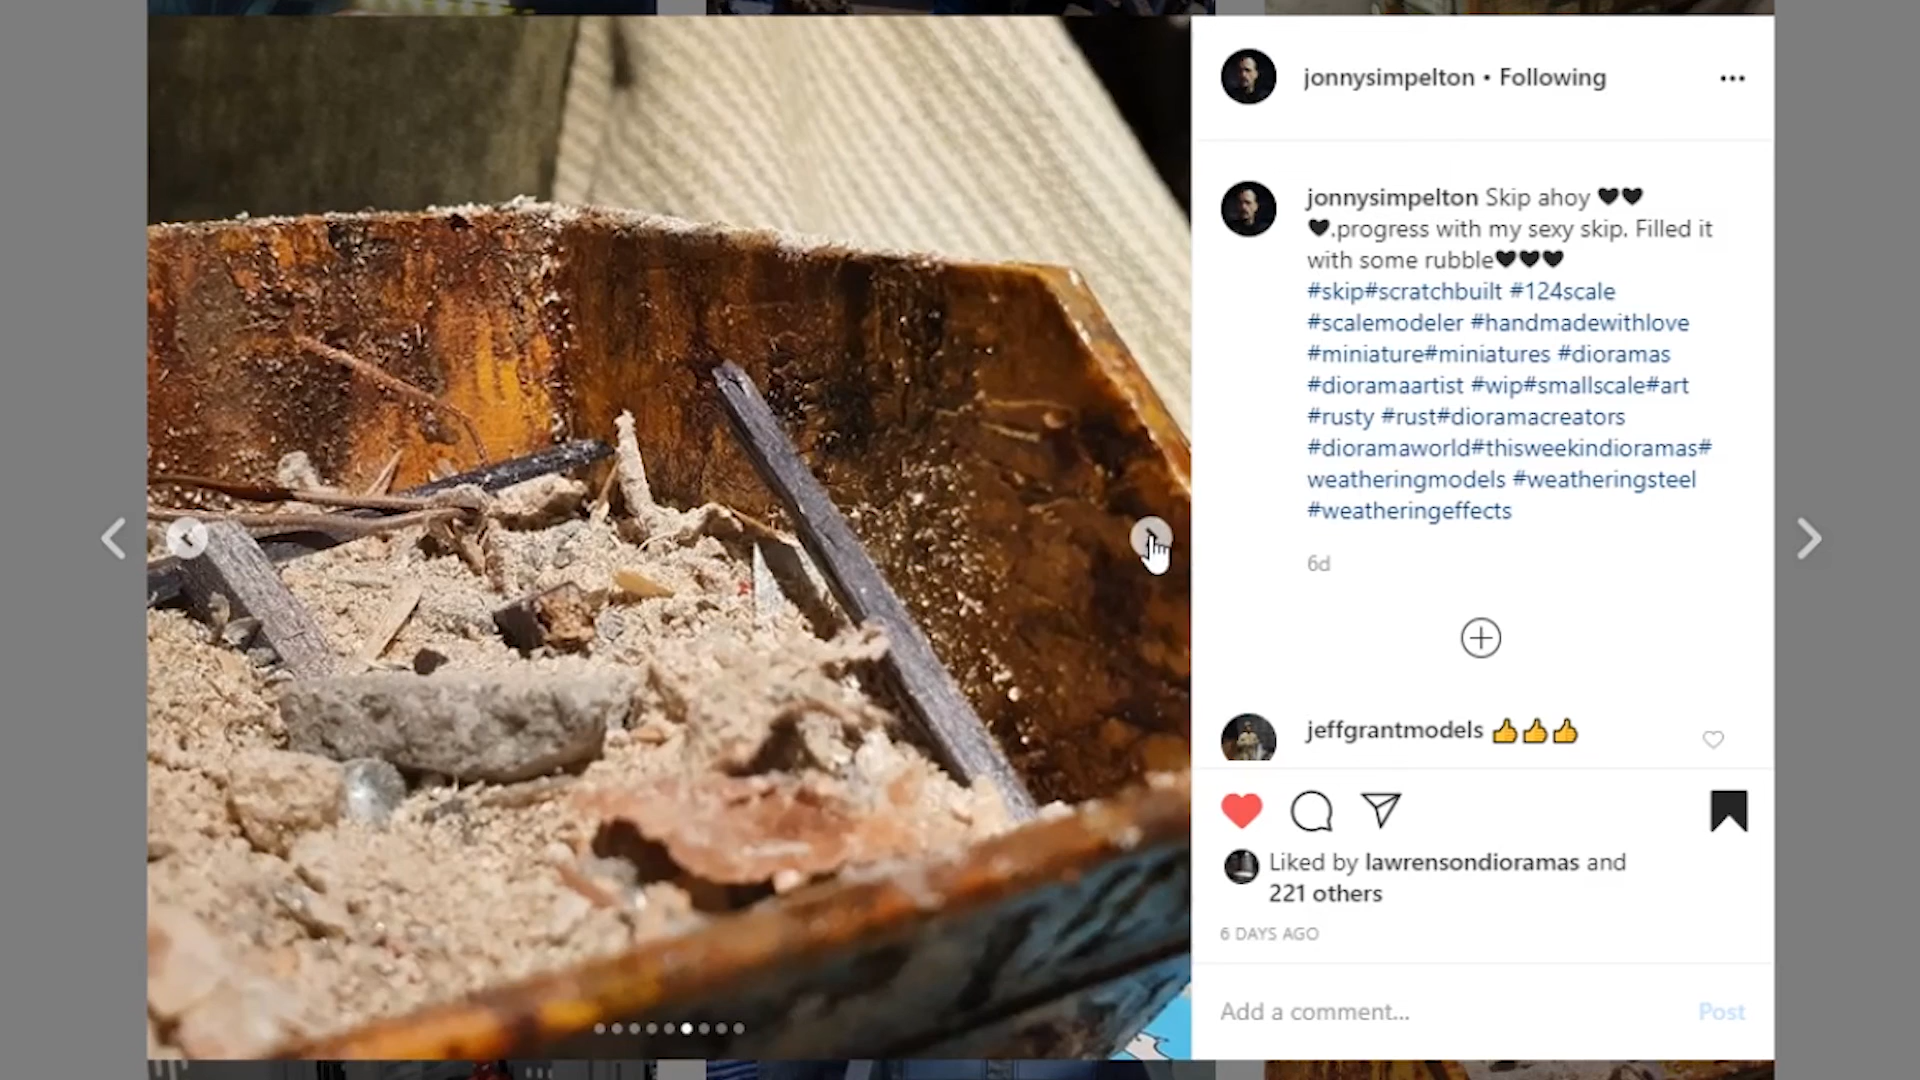 jonnysimpelton • Following
jonnysimpelton Skip ahoy 🖤🖤
🖤.progress with my sexy skip. Filled it
with some rubble🖤🖤🖤
#skip#scratchbuilt #124scale
#scalemodeler #handmadewithlove
#miniature#miniatures #dioramas
#dioramaartist #wip#smallscale#art
#rusty #rust#dioramacreators
#dioramaworld#thisweekindioramas#
weatheringmodels #weatheringsteel
#weatheringeffects
6d
jeffgrantmodels 👍👍👍
Liked by lawrensondioramas and
221 others
6 DAYS AGO
Add a comment... Post